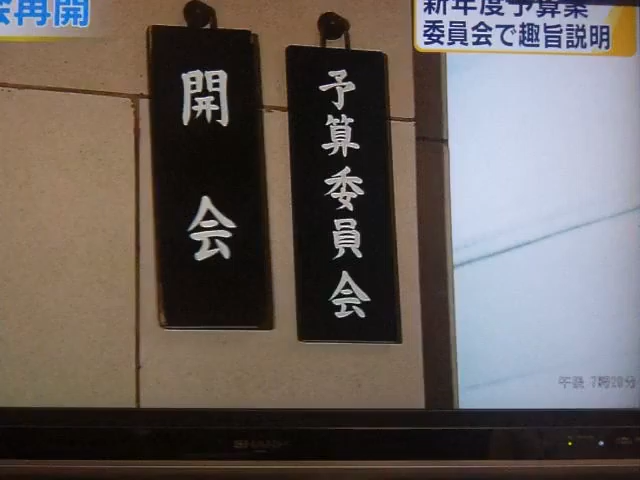 会再開
新年度予算案
委員会で趣旨説明
開会
予算委員会
午後 7時20分
SHARP